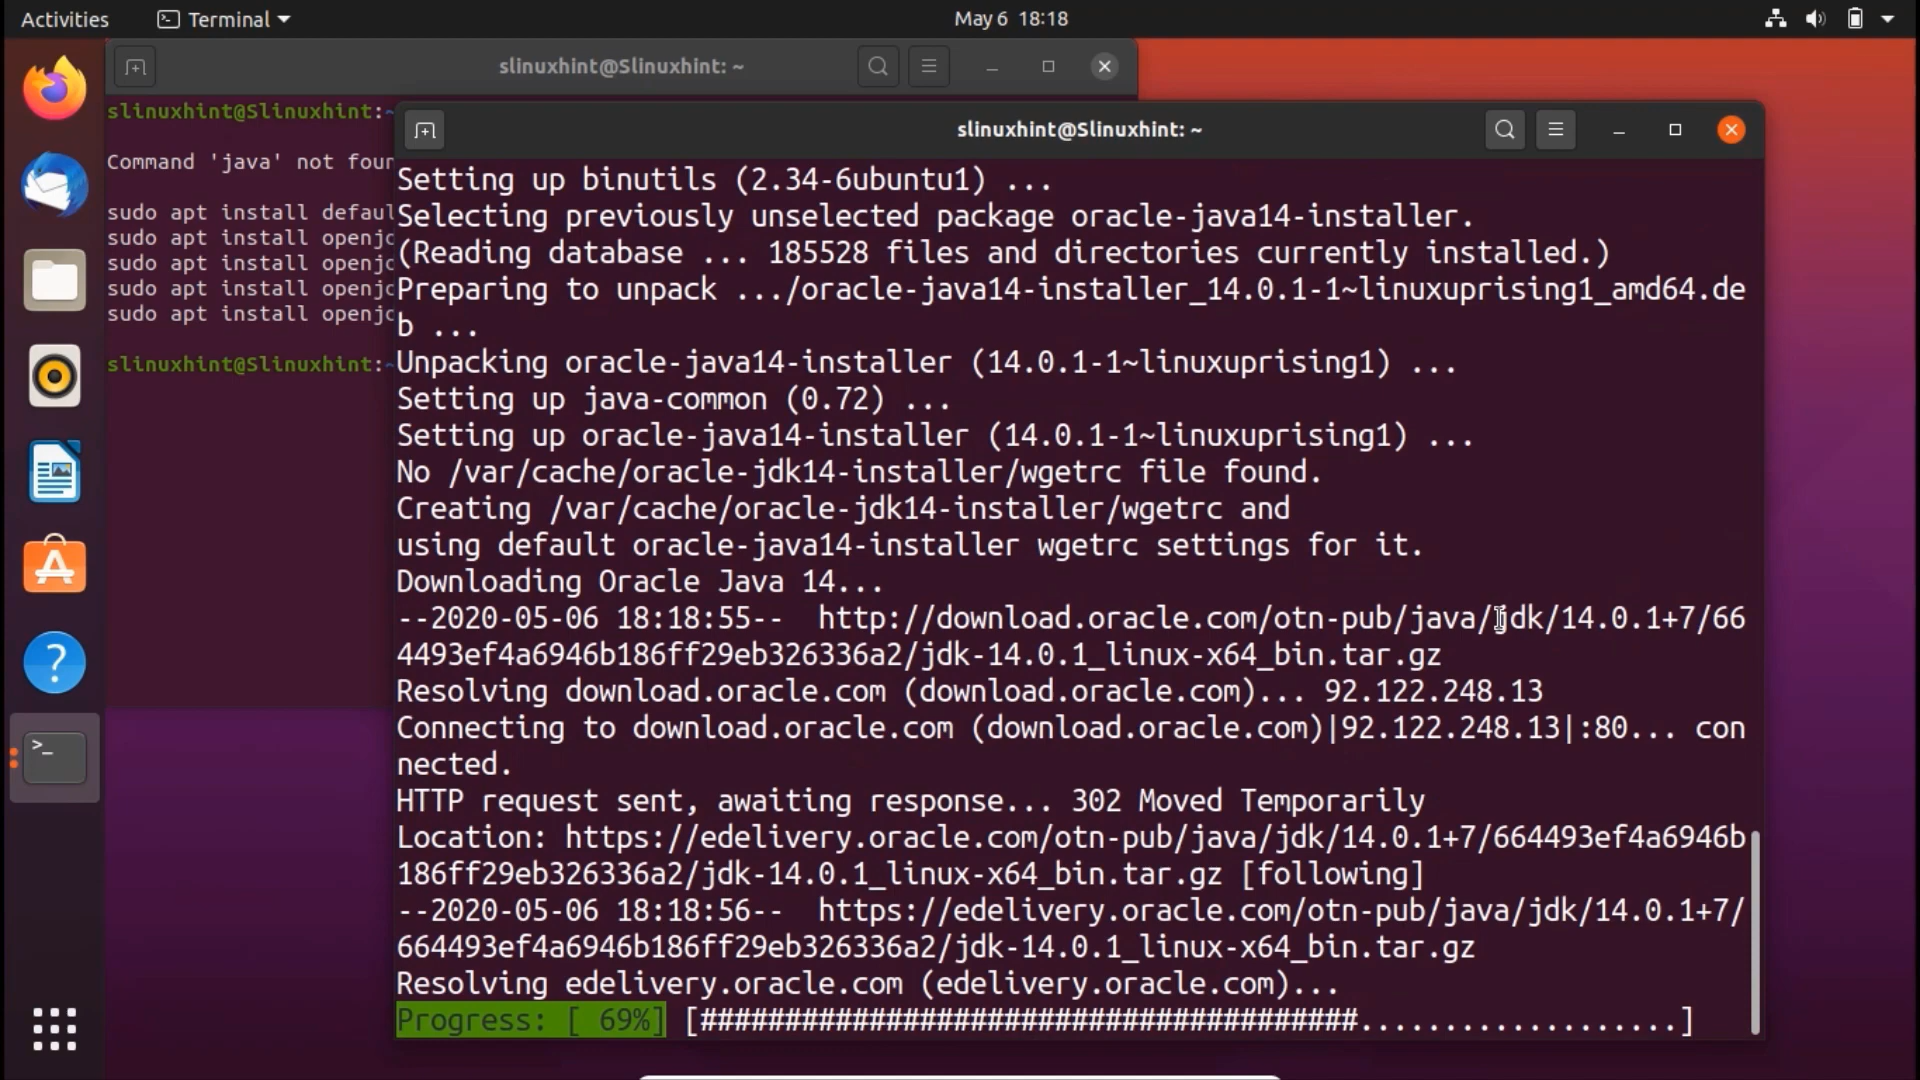 Activities
Terminal
May 6 18:18
slinuxhint@Slinuxhint: ~
slinuxhint@Slinuxhint:~
Command 'java' not foun
sudo apt install defaul
sudo apt install openjd
sudo apt install openjd
sudo apt install openjd
sudo apt install openjd
slinuxhint@Slinuxhint:~
slinuxhint@Slinuxhint: ~
Setting up binutils (2.34-6ubuntu1) ...
Selecting previously unselected package oracle-java14-installer.
(Reading database ... 185528 files and directories currently installed.)
Preparing to unpack .../oracle-java14-installer_14.0.1-1~linuxuprising1_amd64.de
b ...
Unpacking oracle-java14-installer (14.0.1-1~linuxuprising1) ...
Setting up java-common (0.72) ...
Setting up oracle-java14-installer (14.0.1-1~linuxuprising1) ...
No /var/cache/oracle-jdk14-installer/wgetrc file found.
Creating /var/cache/oracle-jdk14-installer/wgetrc and
using default oracle-java14-installer wgetrc settings for it.
Downloading Oracle Java 14...
--2020-05-06 18:18:55--  http://download.oracle.com/otn-pub/java/jdk/14.0.1+7/66
4493ef4a6946b186ff29eb326336a2/jdk-14.0.1_linux-x64_bin.tar.gz
Resolving download.oracle.com (download.oracle.com)... 92.122.248.13
Connecting to download.oracle.com (download.oracle.com)|92.122.248.13|:80... con
nected.
HTTP request sent, awaiting response... 302 Moved Temporarily
Location: https://edelivery.oracle.com/otn-pub/java/jdk/14.0.1+7/664493ef4a6946b
186ff29eb326336a2/jdk-14.0.1_linux-x64_bin.tar.gz [following]
--2020-05-06 18:18:56--  https://edelivery.oracle.com/otn-pub/java/jdk/14.0.1+7/
664493ef4a6946b186ff29eb326336a2/jdk-14.0.1_linux-x64_bin.tar.gz
Resolving edelivery.oracle.com (edelivery.oracle.com)...
Progress: [ 69%] [#######################################...................]